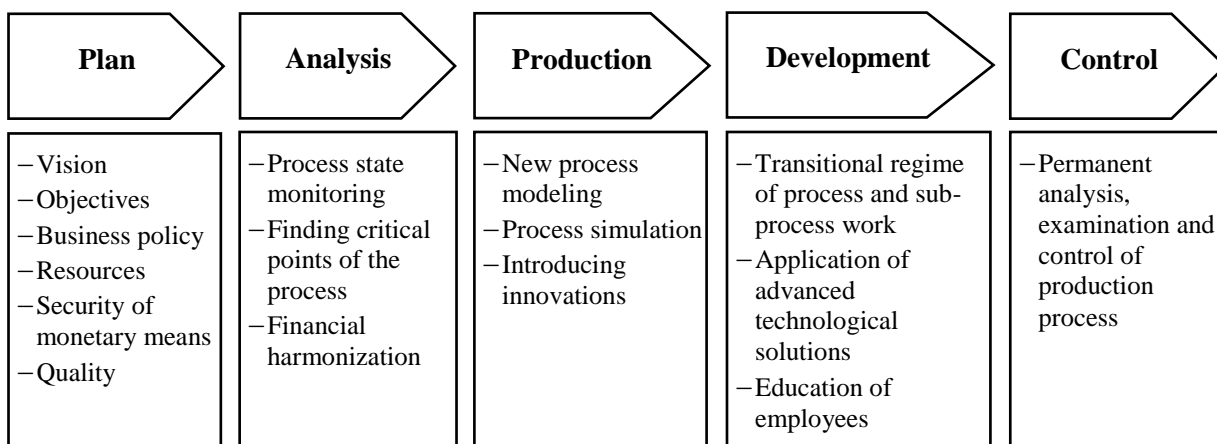 Plan
Analysis
Production
Development
Control
–Vision
–Objectives
–Business policy
–Resources
–Security of
monetary means
–Quality
–Process state
monitoring
–Finding critical
points of the
process
–Financial
harmonization
–New process
modeling
–Process simulation
–Introducing
innovations
–Transitional regime
of process and sub-
process work
–Application of
advanced
technological
solutions
–Education of
employees
–Permanent
analysis,
examination and
control of
production
process